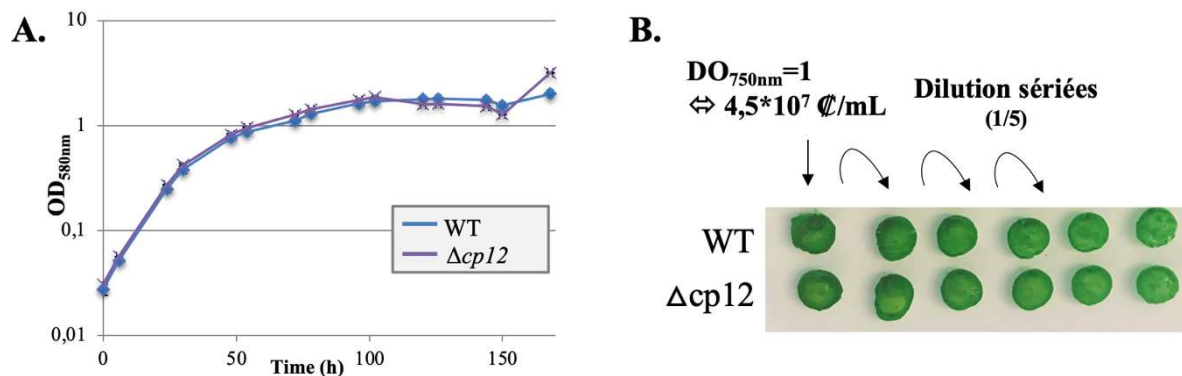 A.
10
1
0,1
0,01
OD580nm
0
50
100
150
Time (h)
WT
Δcp12
B.
DO750nm=1
⇔ 4,5*10⁷ ₡/mL
Dilution sériées
(1/5)
WT
Δcp12